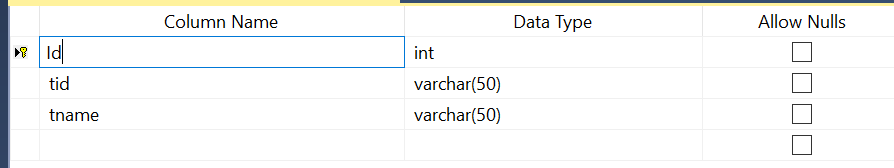 Column Name Data Type Allow Nulls
Id int
tid varchar(50)
tname varchar(50)